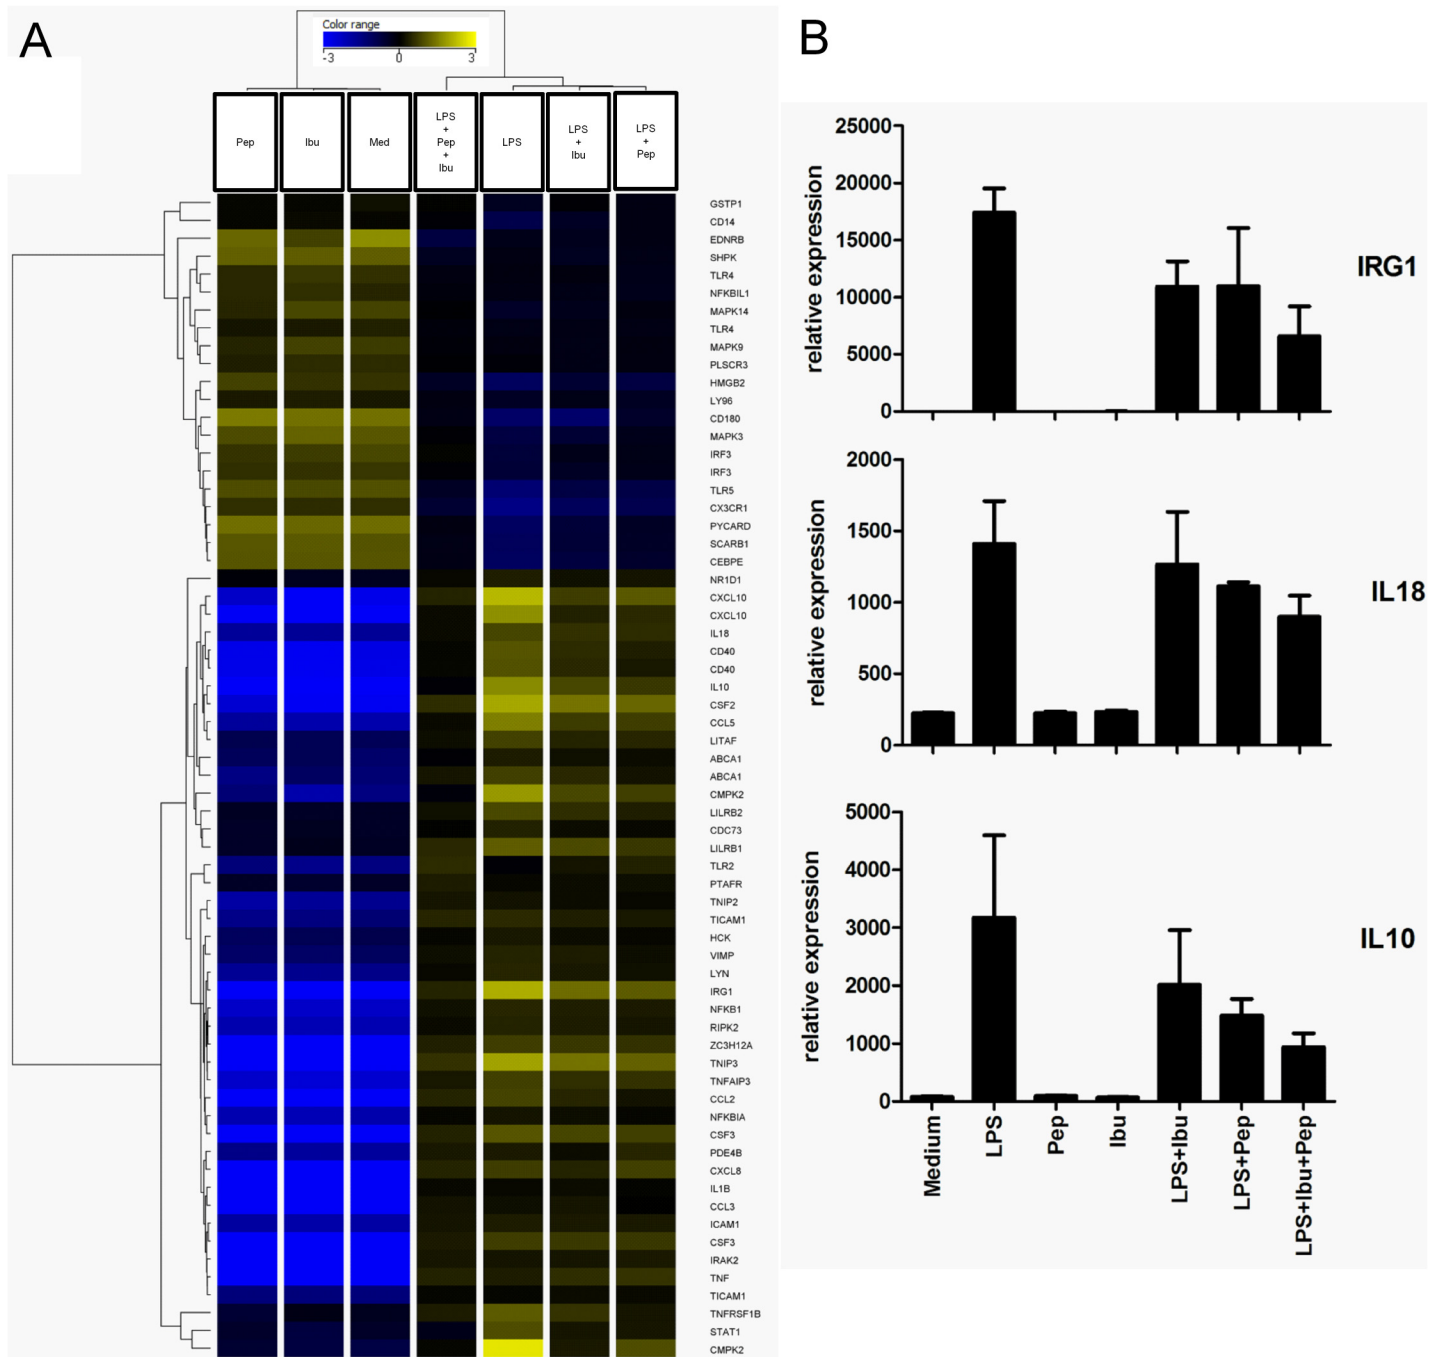 A
Color range
-3 0 3
Pep
Ibu
Med
LPS
+
Pep
+
Ibu
LPS
LPS
+
Ibu
LPS
+
Pep
GSTP1
CD14
EDNRB
SHPK
TLR4
NFKBIL1
MAPK14
TLR4
MAPK9
PLSCR3
HMGB2
LY96
CD180
MAPK3
IRF3
IRF3
TLR5
CX3CR1
PYCARD
SCARB1
CEBPE
NR1D1
CXCL10
CXCL10
IL18
CD40
CD40
IL10
CSF2
CCL5
LITAF
ABCA1
ABCA1
CMPK2
LILRB2
CDC73
LILRB1
TLR2
PTAFR
TNIP2
TICAM1
HCK
VIMP
LYN
IRG1
NFKB1
RIPK2
ZC3H12A
TNIP3
TNFAIP3
CCL2
NFKBIA
CSF3
PDE4B
CXCL8
IL1B
CCL3
ICAM1
CSF3
IRAK2
TNF
TICAM1
TNFRSF1B
STAT1
CMPK2
B
relative expression
25000
20000
15000
10000
5000
0
IRG1
relative expression
2000
1500
1000
500
0
IL18
relative expression
5000
4000
3000
2000
1000
0
IL10
Medium
LPS
Pep
Ibu
LPS+Ibu
LPS+Pep
LPS+Ibu+Pep